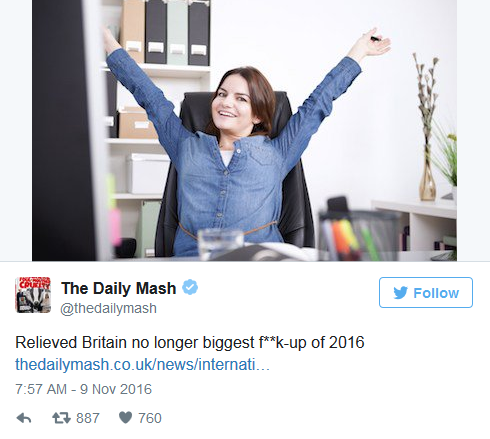 The Daily Mash
@thedailymash
Follow
Relieved Britain no longer biggest f**k-up of 2016
thedailymash.co.uk/news/internati…
7:57 AM - 9 Nov 2016
887 760